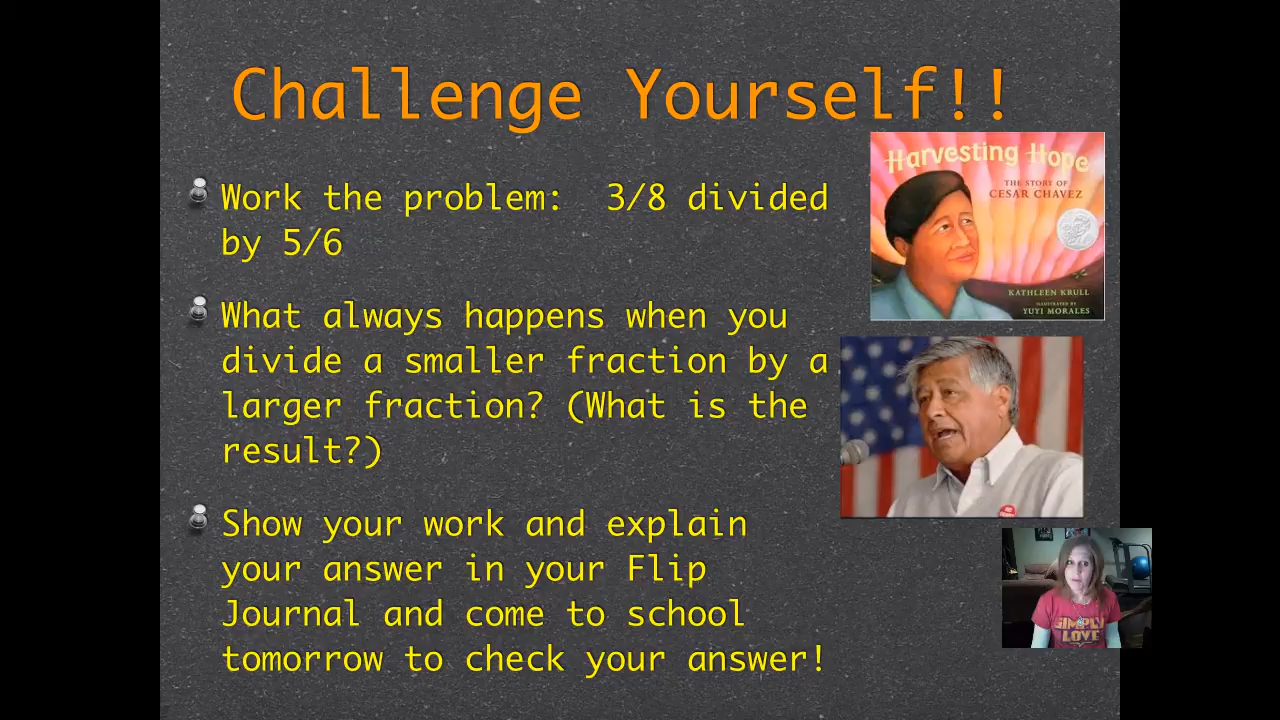 Challenge Yourself!!
Work the problem:  3/8 divided
by 5/6
What always happens when you
divide a smaller fraction by a
larger fraction? (What is the
result?)
Show your work and explain
your answer in your Flip
Journal and come to school
tomorrow to check your answer!
Harvesting Hope
THE STORY OF
CESAR CHAVEZ
KATHLEEN KRULL
ILLUSTRATED BY
YUYI MORALES
SIMPLY
LOVE